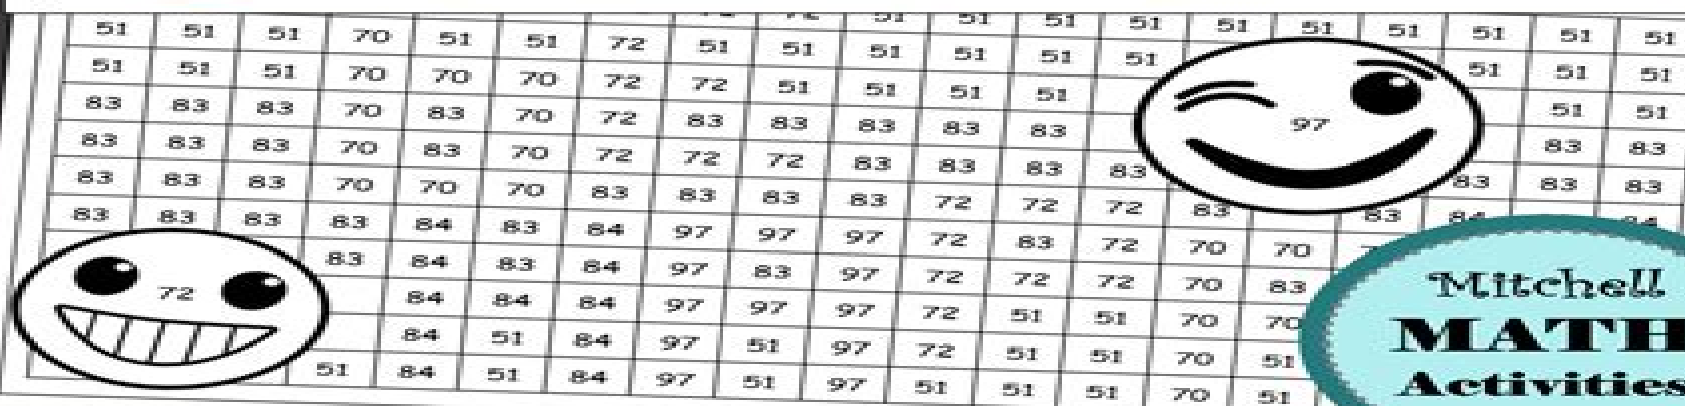 51 51 51 51 51 51 51 51 51 51
51 51 51 70 51 51 72 51 51 51 51 51 51 51 51 51
51 51 51 70 70 70 72 72 51 51 51 51 51 51
83 83 83 70 83 70 72 83 83 83 83 83 97 83 83
83 83 83 70 83 70 72 72 72 83 83 83 83 83 83 83
83 83 83 70 70 70 83 83 83 83 72 72 72 83 83
83 83 83 83 84 83 84 97 97 97 72 83 72 70 70
83 84 83 84 97 83 97 72 72 72 70 83
72 84 84 84 97 97 97 72 51 51 70 70
84 51 84 97 51 97 72 51 51 70 51
51 84 51 84 97 51 97 51 51 51 70 51
Mitchell
MATH
Activities